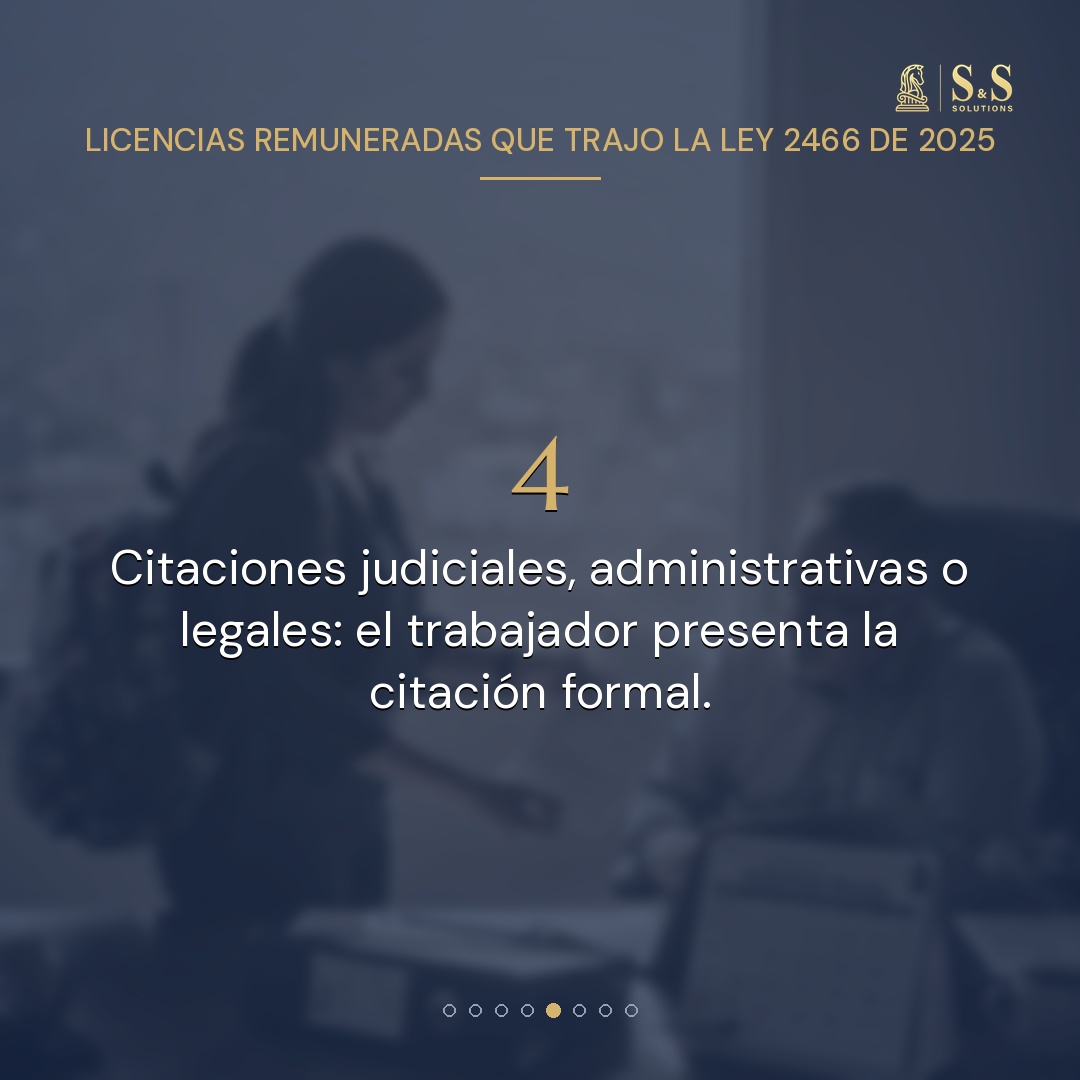 S&S
SOLUTIONS
LICENCIAS REMUNERADAS QUE TRAJO LA LEY 2466 DE 2025
4
Citaciones judiciales, administrativas o
legales: el trabajador presenta la
citación formal.